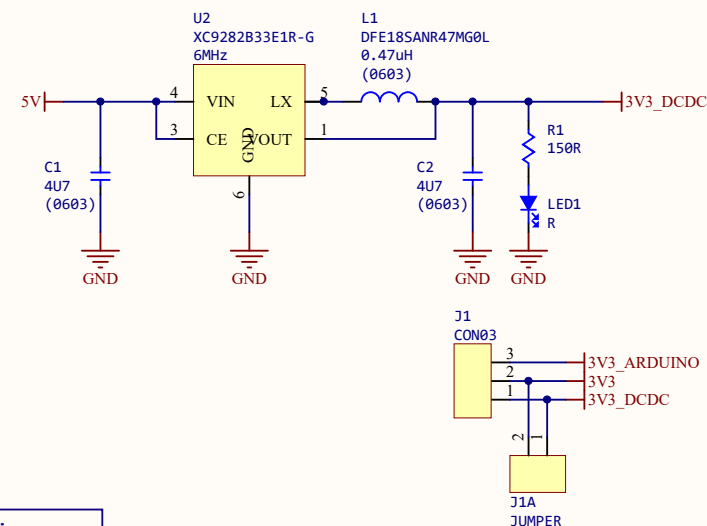 U2
XC9282B33E1R-G
6MHz
L1
DFE18SANR47MG0L
0.47uH
(0603)
5V
4
VIN
LX
5
3V3_DCDC
3
CE
VOUT
1
GND
6
R1
150R
C1
4U7
(0603)
C2
4U7
(0603)
LED1
R
GND
GND
GND
GND
J1
CON03
3
3V3_ARDUINO
2
3V3
1
3V3_DCDC
2
1
J1A
JUMPER